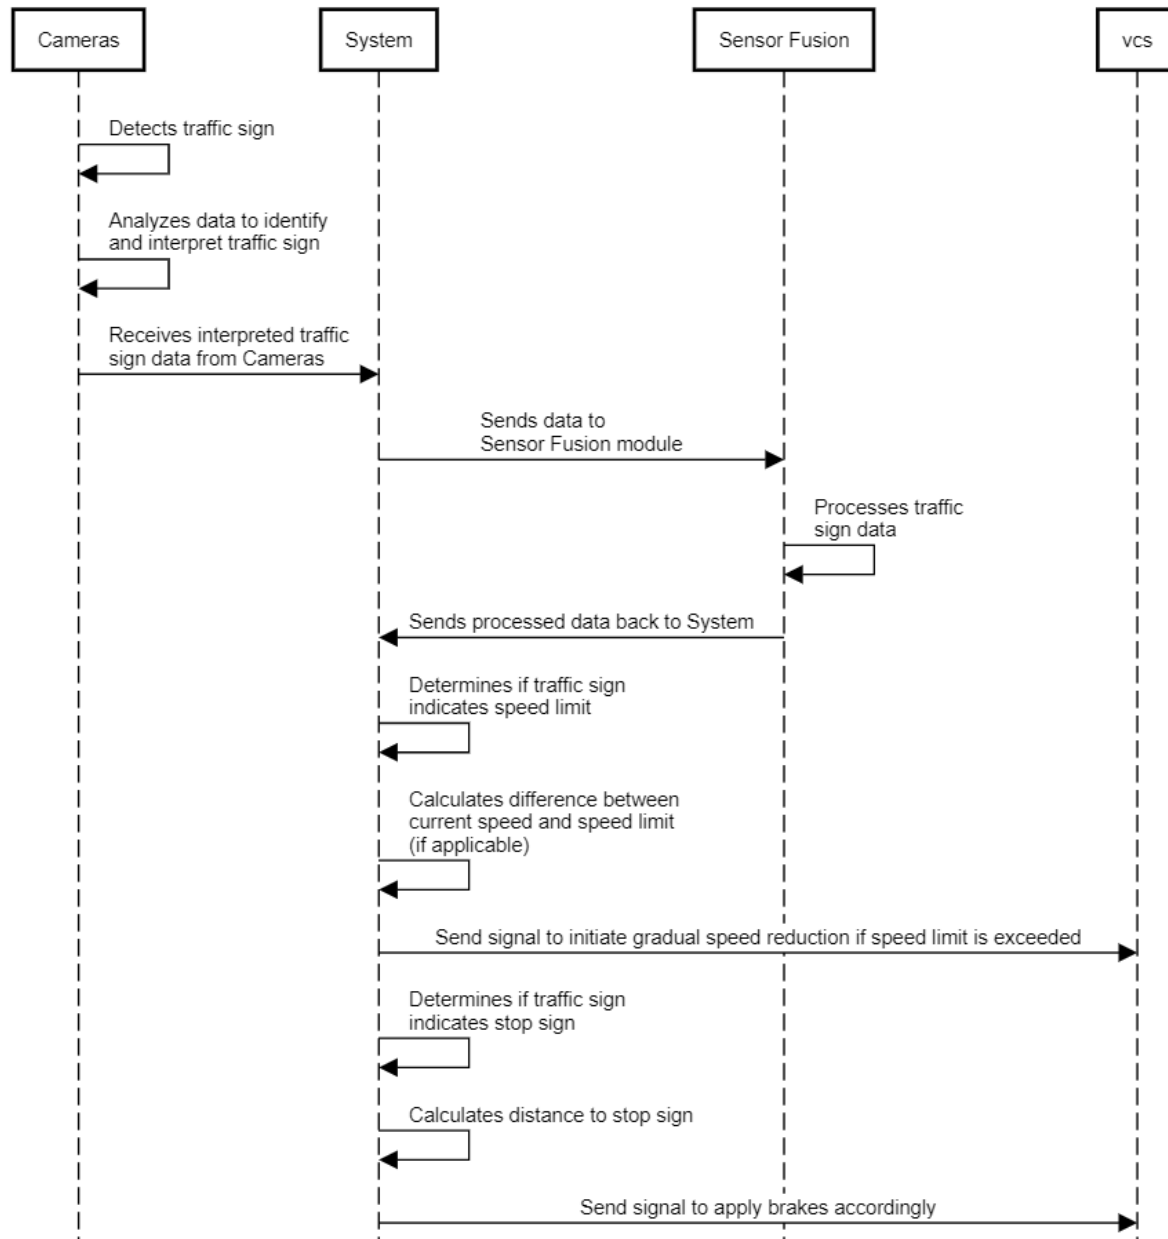 Cameras
System
Sensor Fusion
vcs
Detects traffic sign
Analyzes data to identify
and interpret traffic sign
Receives interpreted traffic
sign data from Cameras
Sends data to
Sensor Fusion module
Processes traffic
sign data
Sends processed data back to System
Determines if traffic sign
indicates speed limit
Calculates difference between
current speed and speed limit
(if applicable)
Send signal to initiate gradual speed reduction if speed limit is exceeded
Determines if traffic sign
indicates stop sign
Calculates distance to stop sign
Send signal to apply brakes accordingly